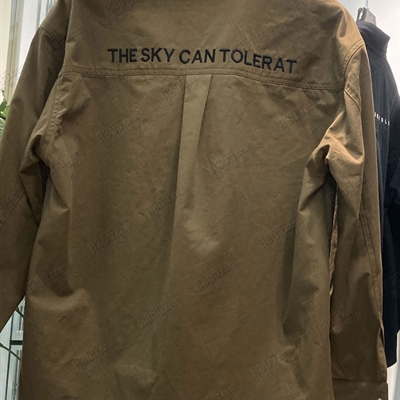 THE SKY CAN TOLERAT